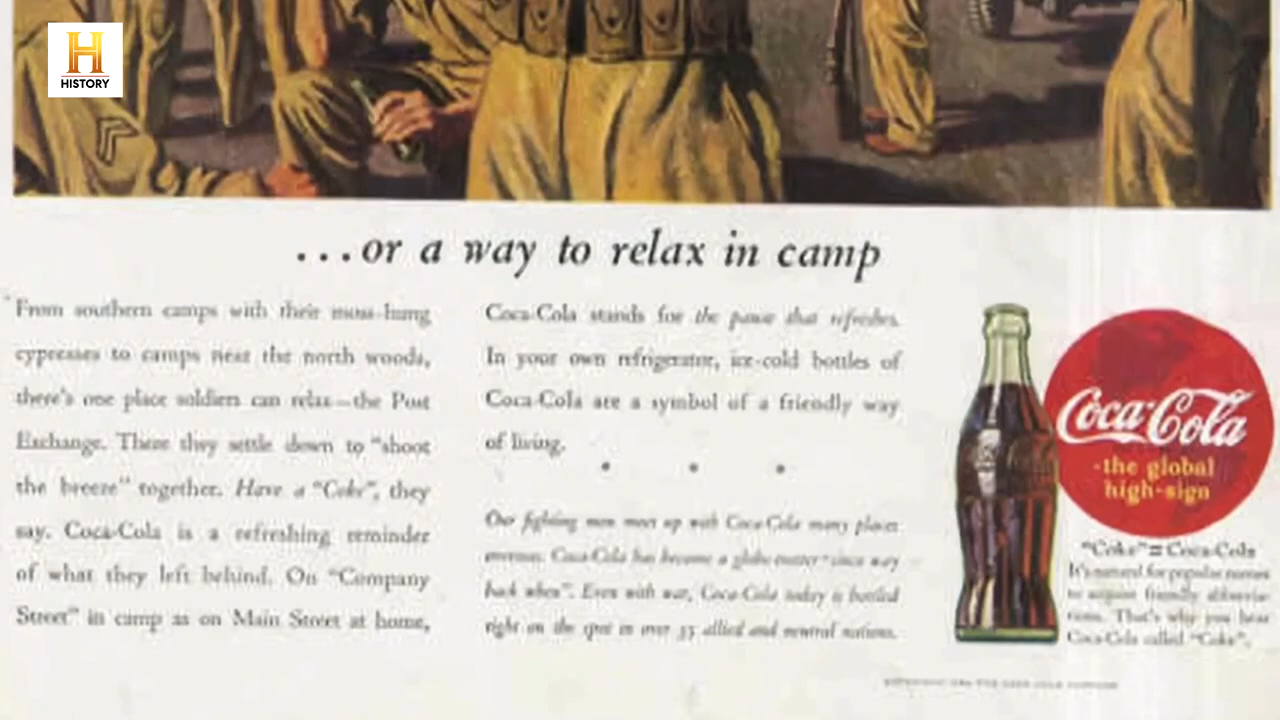 H
HISTORY
...or a way to relax in camp
From southern camps with their moss-hung
cypresses to camps near the north woods,
there's one place soldiers can relax—the Post
Exchange. There they settle down to "shoot
the breeze" together. Have a "Coke", they
say. Coca-Cola is a refreshing reminder
of what they left behind. On "Company
Street" in camp as on Main Street at home,
Coca-Cola stands for the pause that refreshes.
In your own refrigerator, ice-cold bottles of
Coca-Cola are a symbol of a friendly way
of living.
• • •
Our fighting men meet up with Coca-Cola many places
overseas. Coca-Cola has become a globe-trotter "since way
back when". Even with war, Coca-Cola today is bottled
right on the spot in over 35 allied and neutral nations.
Coca-Cola
-the global
high-sign
"Coke" = Coca-Cola
It's natural for popular names
to acquire friendly abbrevia-
tions. That's why you hear
Coca-Cola called "Coke".